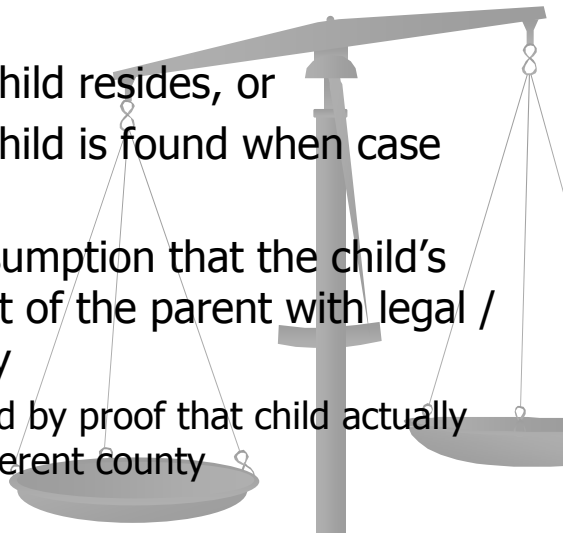 hild resides, or
hild is found when case
sumption that the child’s
t of the parent with legal /
y
d by proof that child actually
erent county